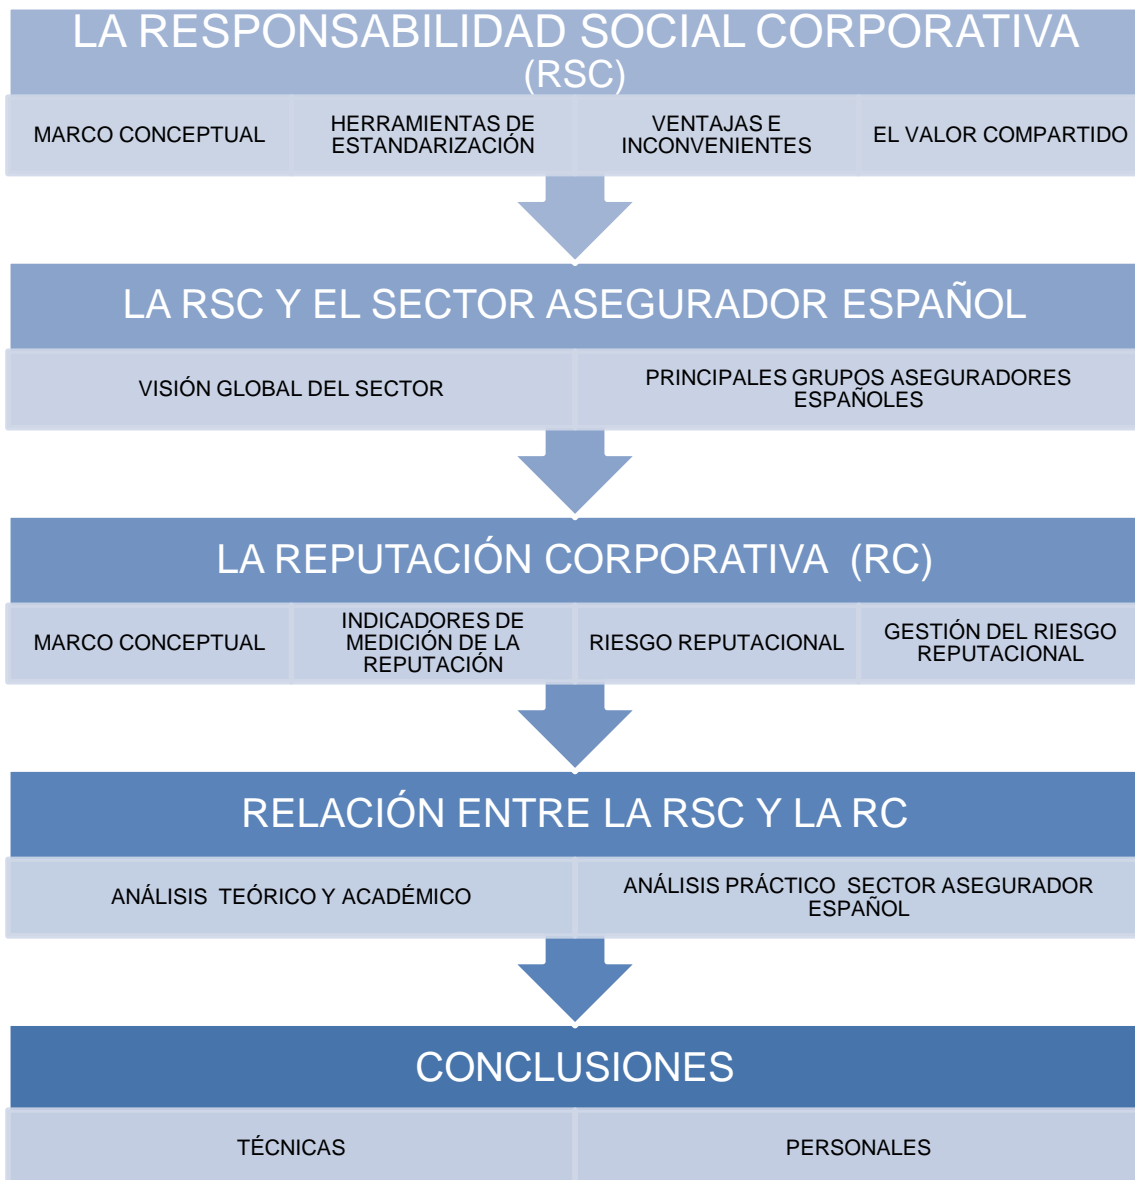 LA RESPONSABILIDAD SOCIAL CORPORATIVA
(RSC)
MARCO CONCEPTUAL
HERRAMIENTAS DE
ESTANDARIZACIÓN
VENTAJAS E
INCONVENIENTES
EL VALOR COMPARTIDO
LA RSC Y EL SECTOR ASEGURADOR ESPAÑOL
VISIÓN GLOBAL DEL SECTOR
PRINCIPALES GRUPOS ASEGURADORES
ESPAÑOLES
LA REPUTACIÓN CORPORATIVA (RC)
MARCO CONCEPTUAL
INDICADORES DE
MEDICIÓN DE LA
REPUTACIÓN
RIESGO REPUTACIONAL
GESTIÓN DEL RIESGO
REPUTACIONAL
RELACIÓN ENTRE LA RSC Y LA RC
ANÁLISIS TEÓRICO Y ACADÉMICO
ANÁLISIS PRÁCTICO SECTOR ASEGURADOR
ESPAÑOL
CONCLUSIONES
TÉCNICAS
PERSONALES